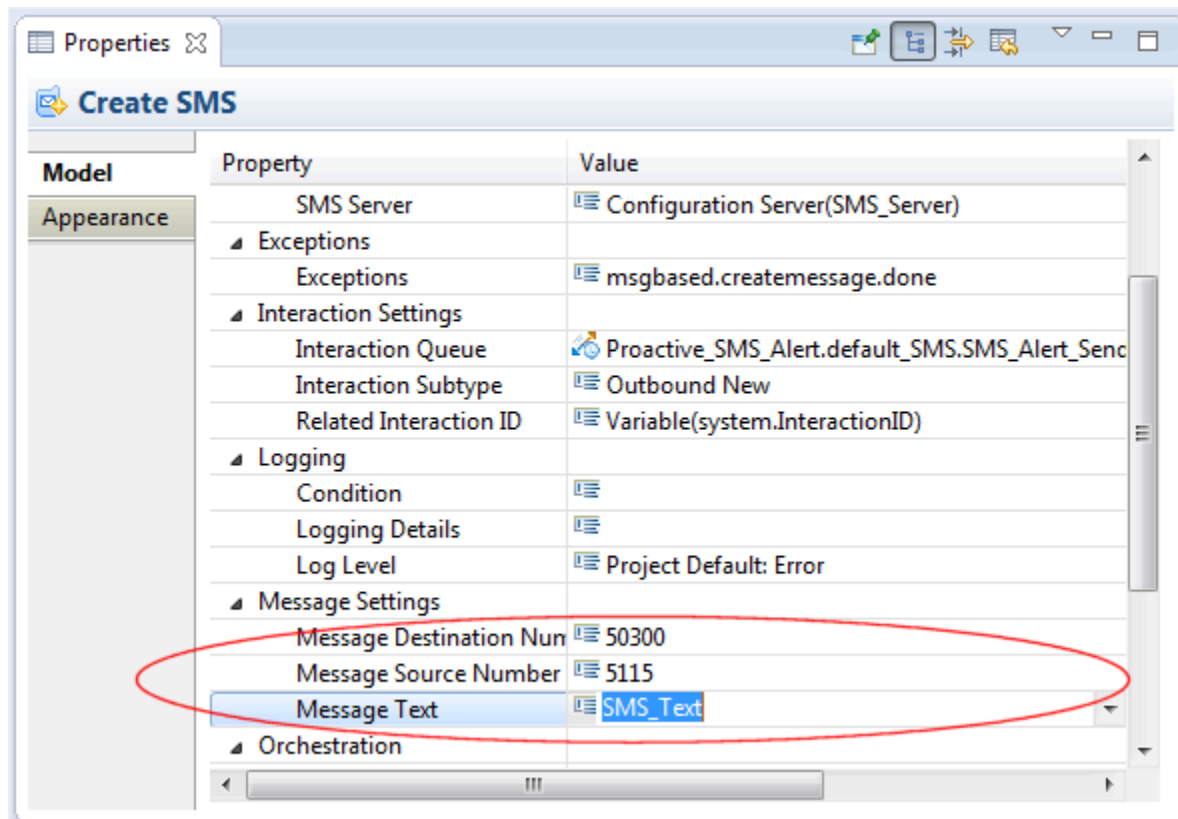 Properties
Create SMS
Model
Appearance
Property Value
SMS Server Configuration Server(SMS_Server)
Exceptions
Exceptions msgbased.createmessage.done
Interaction Settings
Interaction Queue Proactive_SMS_Alert.default_SMS.SMS_Alert_Send
Interaction Subtype Outbound New
Related Interaction ID Variable(system.InteractionID)
Logging
Condition
Logging Details
Log Level Project Default: Error
Message Settings
Message Destination Num 50300
Message Source Number 5115
Message Text SMS_Text
Orchestration